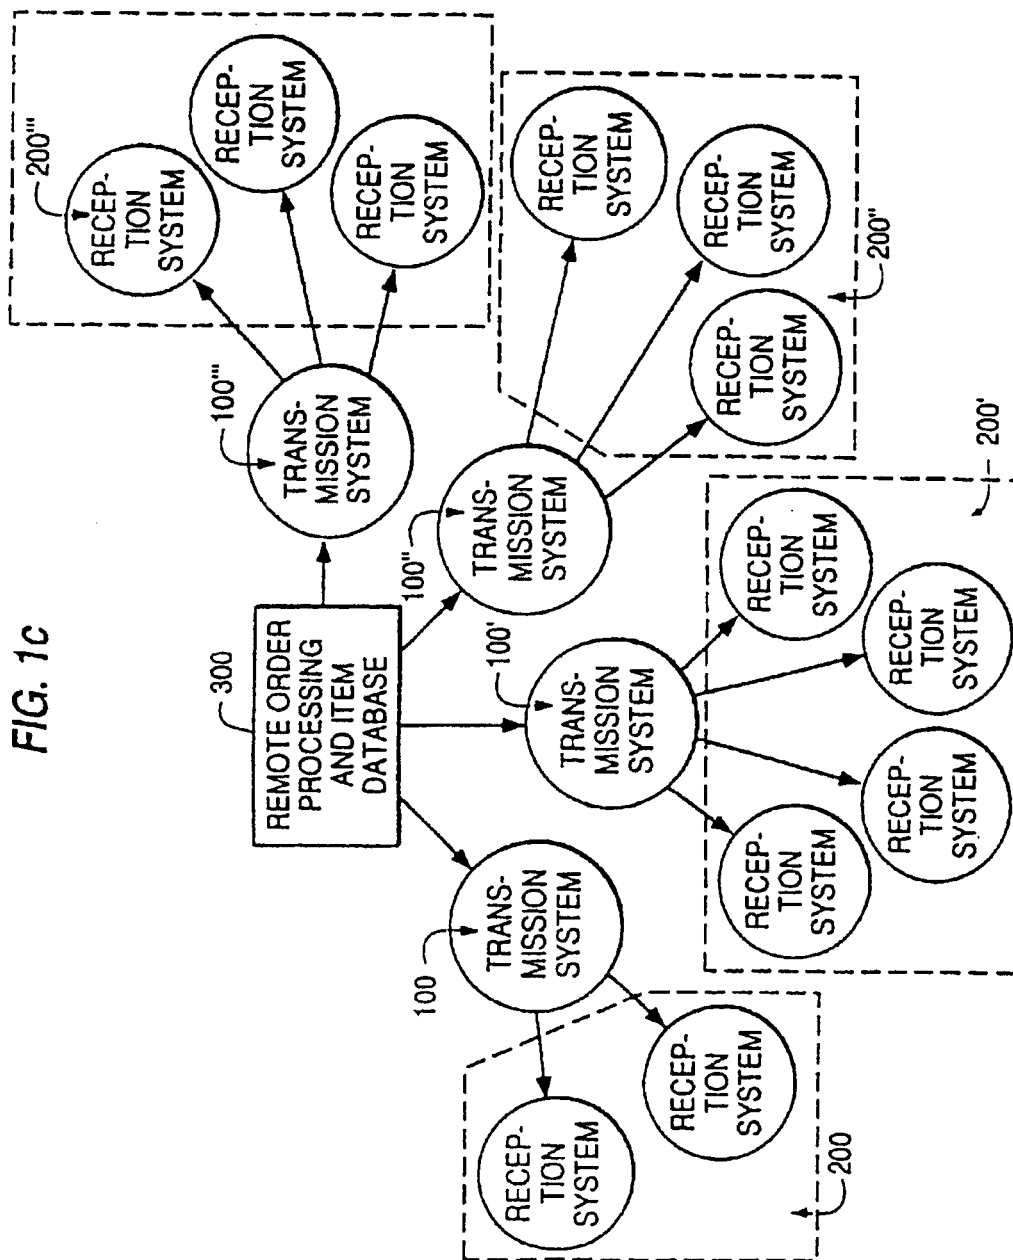 FIG. 1c
300
REMOTE ORDER
PROCESSING
AND ITEM
DATABASE
100
TRANS-
MISSION
SYSTEM
100'
TRANS-
MISSION
SYSTEM
100"
TRANS-
MISSION
SYSTEM
100'"
TRANS-
MISSION
SYSTEM
RECEP-
TION
SYSTEM
RECEP-
TION
SYSTEM
200
RECEP-
TION
SYSTEM
RECEP-
TION
SYSTEM
RECEP-
TION
SYSTEM
RECEP-
TION
SYSTEM
200'
RECEP-
TION
SYSTEM
RECEP-
TION
SYSTEM
RECEP-
TION
SYSTEM
200"
200'"
RECEP-
TION
SYSTEM
RECEP-
TION
SYSTEM
RECEP-
TION
SYSTEM